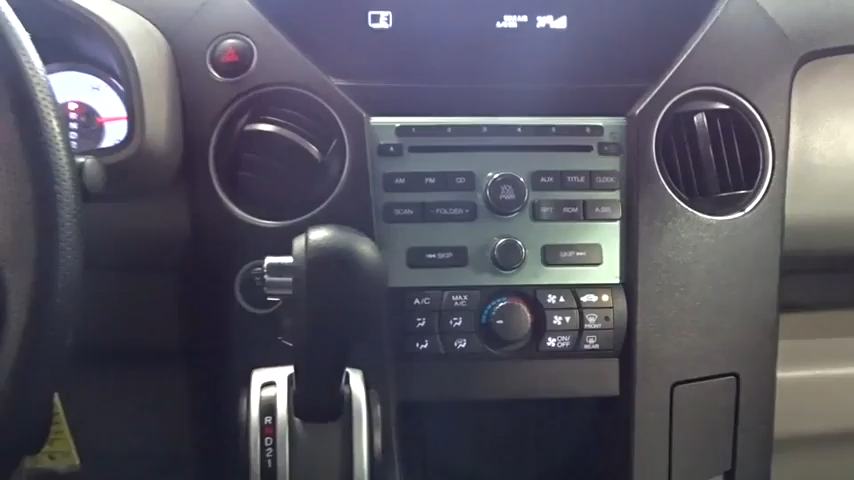 1 2 3 4 5 6
AM FM CD
VOL
PWR
AUX TITLE CLOCK
SCAN - FOLDER +
RPT RDM A.SEL
SKIP
SKIP
A/C MAX A/C
FRONT
ON/OFF
REAR
R
D
2
1